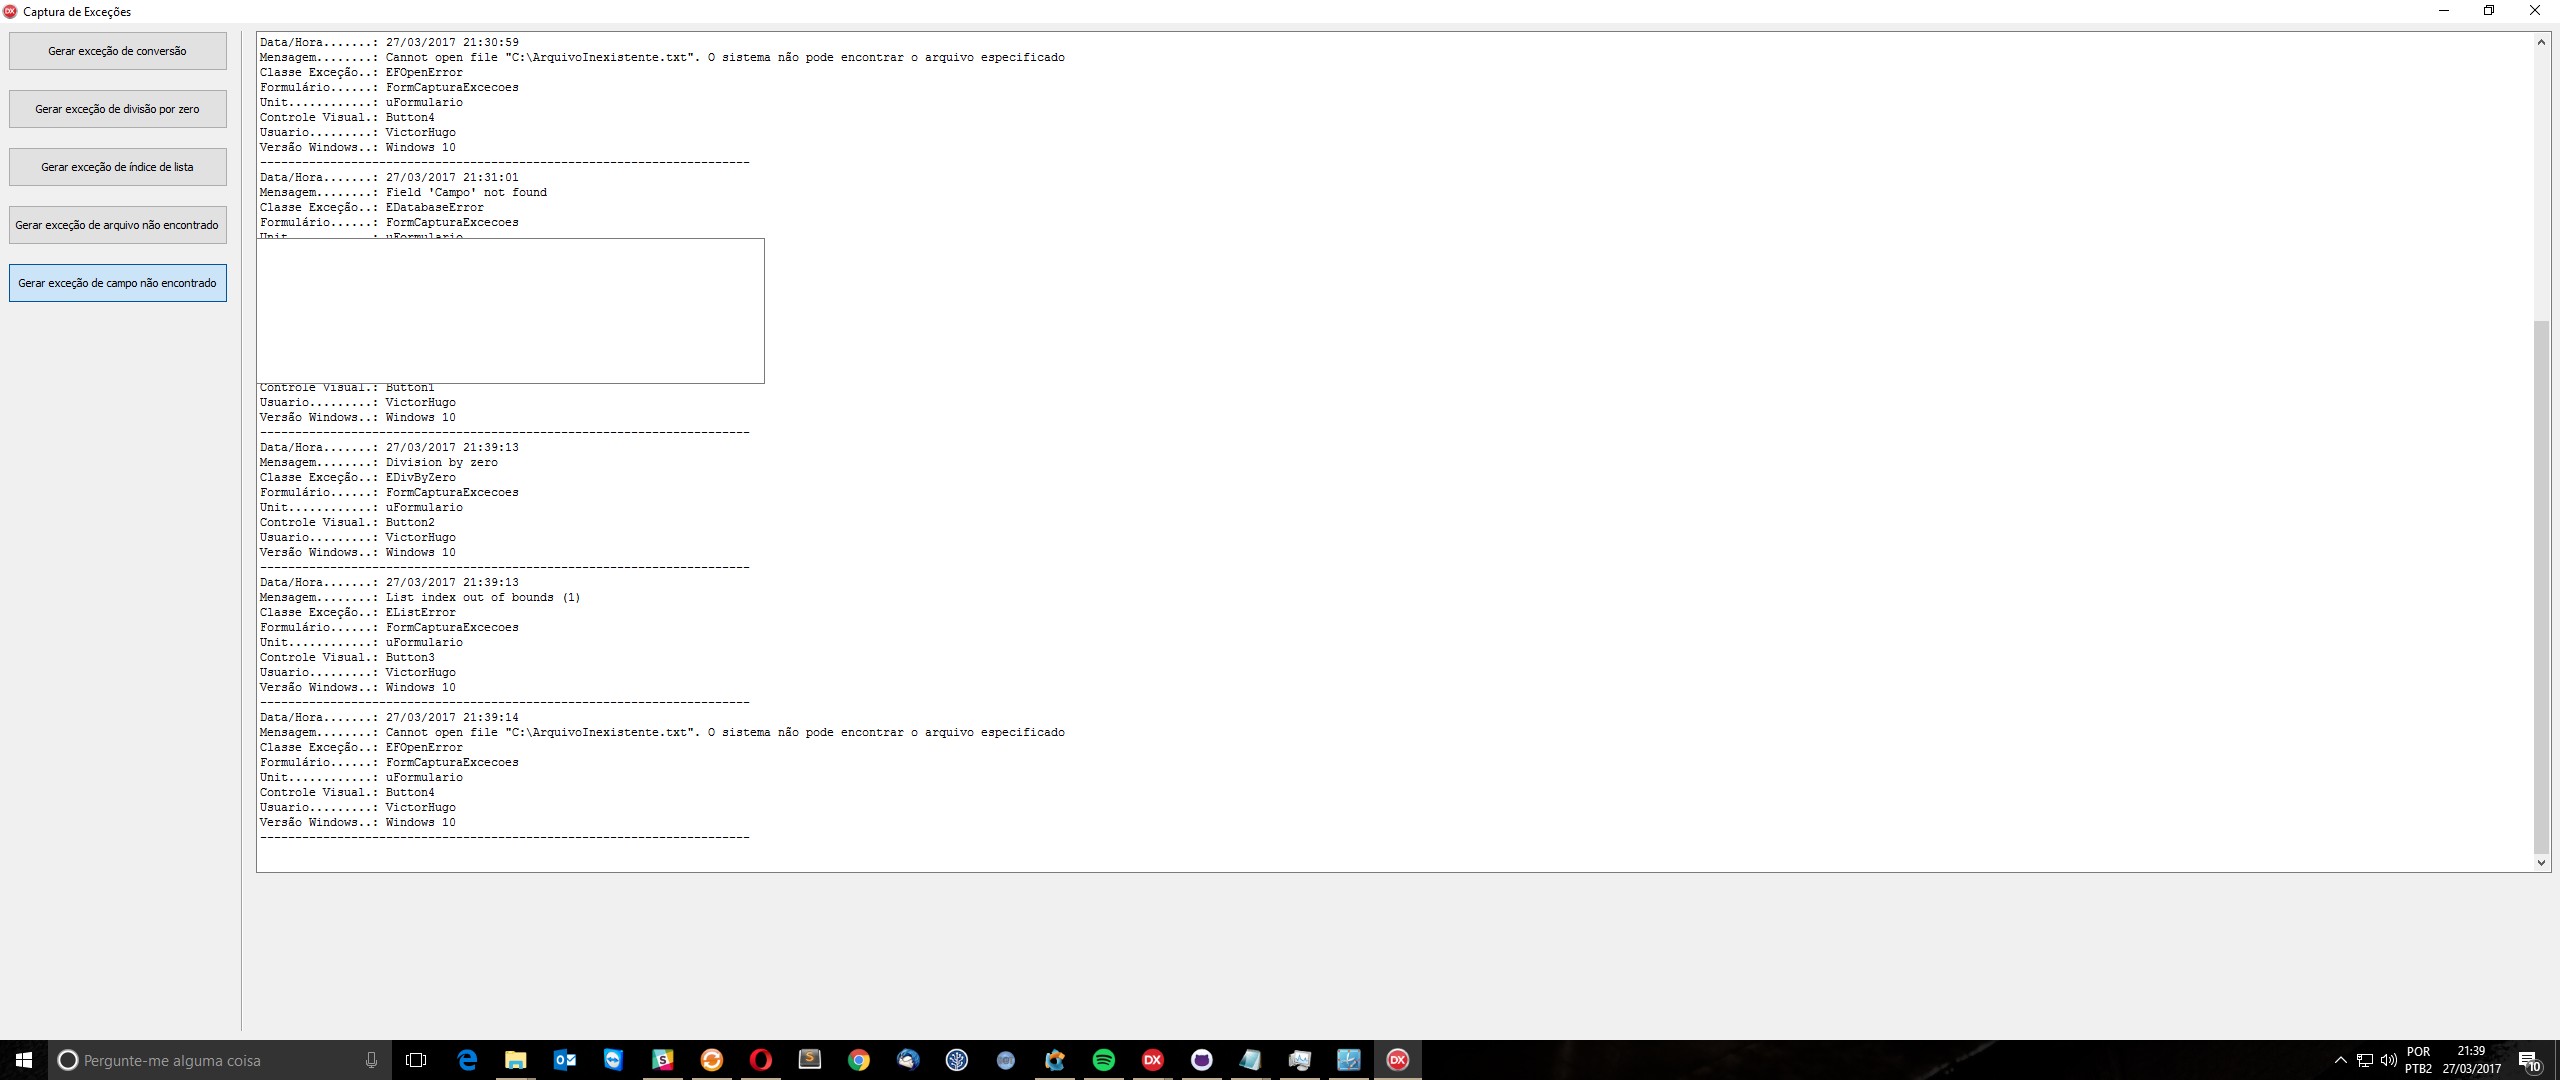 Captura de Exceções
Gerar exceção de conversão
Gerar exceção de divisão por zero
Gerar exceção de índice de lista
Gerar exceção de arquivo não encontrado
Gerar exceção de campo não encontrado
Data/Hora.......: 27/03/2017 21:30:59
Mensagem........: Cannot open file "C:\ArquivoInexistente.txt". O sistema não pode encontrar o arquivo especificado
Classe Exceção..: EFOpenError
Formulário......: FormCapturaExcecoes
Unit............: uFormulario
Controle Visual.: Button4
Usuario.........: VictorHugo
Versão Windows..: Windows 10
----------------------------------------------------------------------
Data/Hora.......: 27/03/2017 21:31:01
Mensagem........: Field 'Campo' not found
Classe Exceção..: EDatabaseError
Formulário......: FormCapturaExcecoes
Unit............: uFormulario
Controle Visual.: Button1
Usuario.........: VictorHugo
Versão Windows..: Windows 10
----------------------------------------------------------------------
Data/Hora.......: 27/03/2017 21:39:13
Mensagem........: Division by zero
Classe Exceção..: EDivByZero
Formulário......: FormCapturaExcecoes
Unit............: uFormulario
Controle Visual.: Button2
Usuario.........: VictorHugo
Versão Windows..: Windows 10
----------------------------------------------------------------------
Data/Hora.......: 27/03/2017 21:39:13
Mensagem........: List index out of bounds (1)
Classe Exceção..: EListError
Formulário......: FormCapturaExcecoes
Unit............: uFormulario
Controle Visual.: Button3
Usuario.........: VictorHugo
Versão Windows..: Windows 10
----------------------------------------------------------------------
Data/Hora.......: 27/03/2017 21:39:14
Mensagem........: Cannot open file "C:\ArquivoInexistente.txt". O sistema não pode encontrar o arquivo especificado
Classe Exceção..: EFOpenError
Formulário......: FormCapturaExcecoes
Unit............: uFormulario
Controle Visual.: Button4
Usuario.........: VictorHugo
Versão Windows..: Windows 10
----------------------------------------------------------------------
Pergunte-me alguma coisa
POR
PTB2
21:39
27/03/2017
10